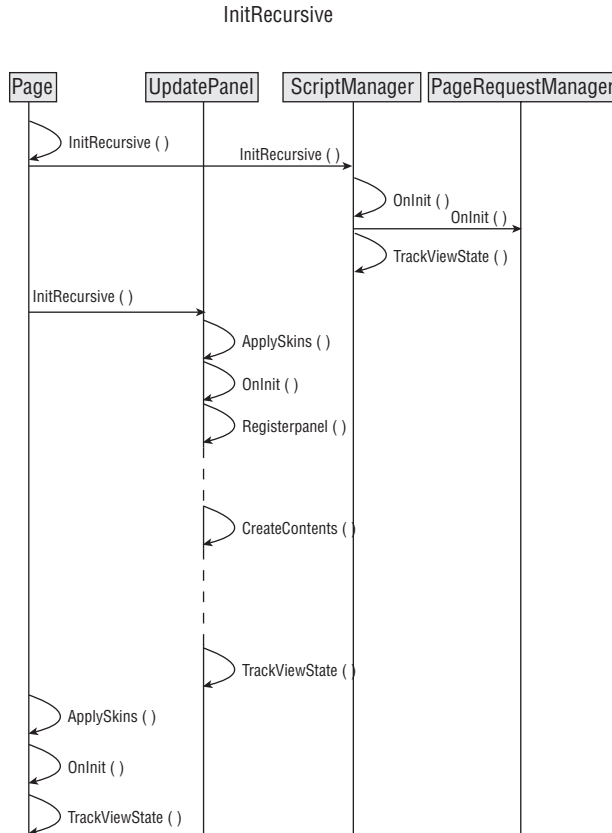 InitRecursive
Page
UpdatePanel
ScriptManager
PageRequestManager
InitRecursive ( )
InitRecursive ( )
OnInit ( )
OnInit ( )
TrackViewState ( )
InitRecursive ( )
ApplySkins ( )
OnInit ( )
Registerpanel ( )
CreateContents ( )
TrackViewState ( )
ApplySkins ( )
OnInit ( )
TrackViewState ( )